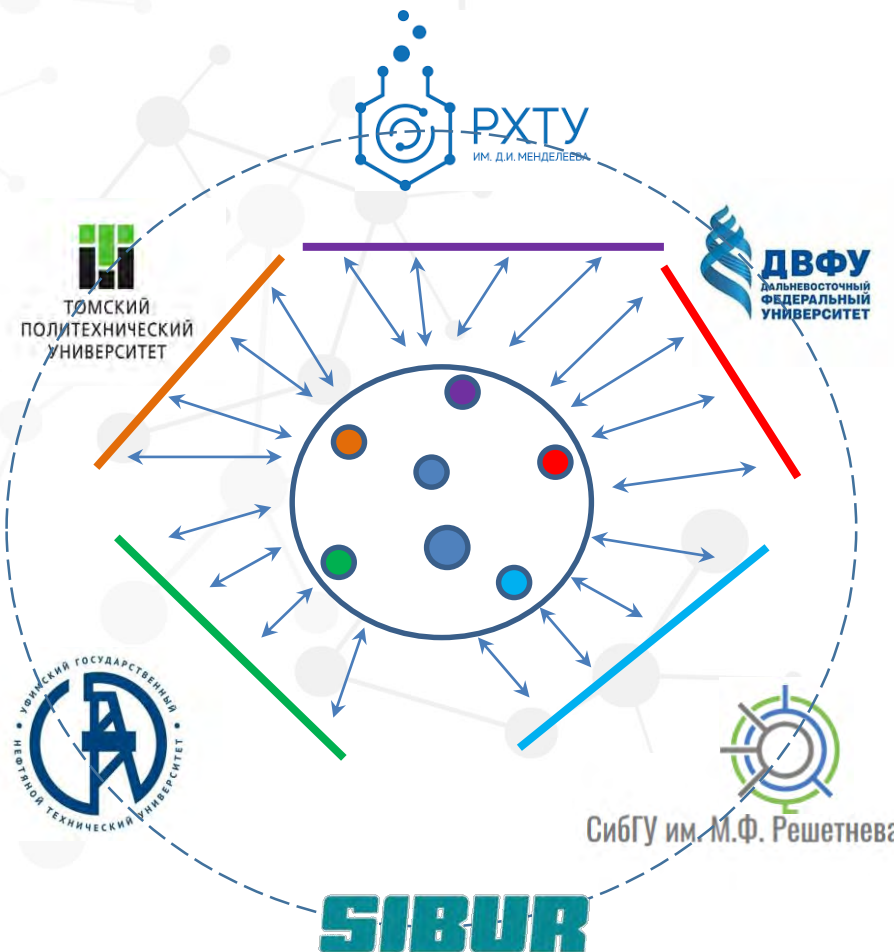 РХТУ
ИМ. Д.И. МЕНДЕЛЕЕВА
ТОМСКИЙ
ПОЛИТЕХНИЧЕСКИЙ
УНИВЕРСИТЕТ
ДВФУ
ДАЛЬНЕВОСТОЧНЫЙ
ФЕДЕРАЛЬНЫЙ
УНИВЕРСИТЕТ
УФИМСКИЙ ГОСУДАРСТВЕННЫЙ
НЕФТЯНОЙ ТЕХНИЧЕСКИЙ УНИВЕРСИТЕТ
СибГУ им. М.Ф. Решетнева
SIBUR